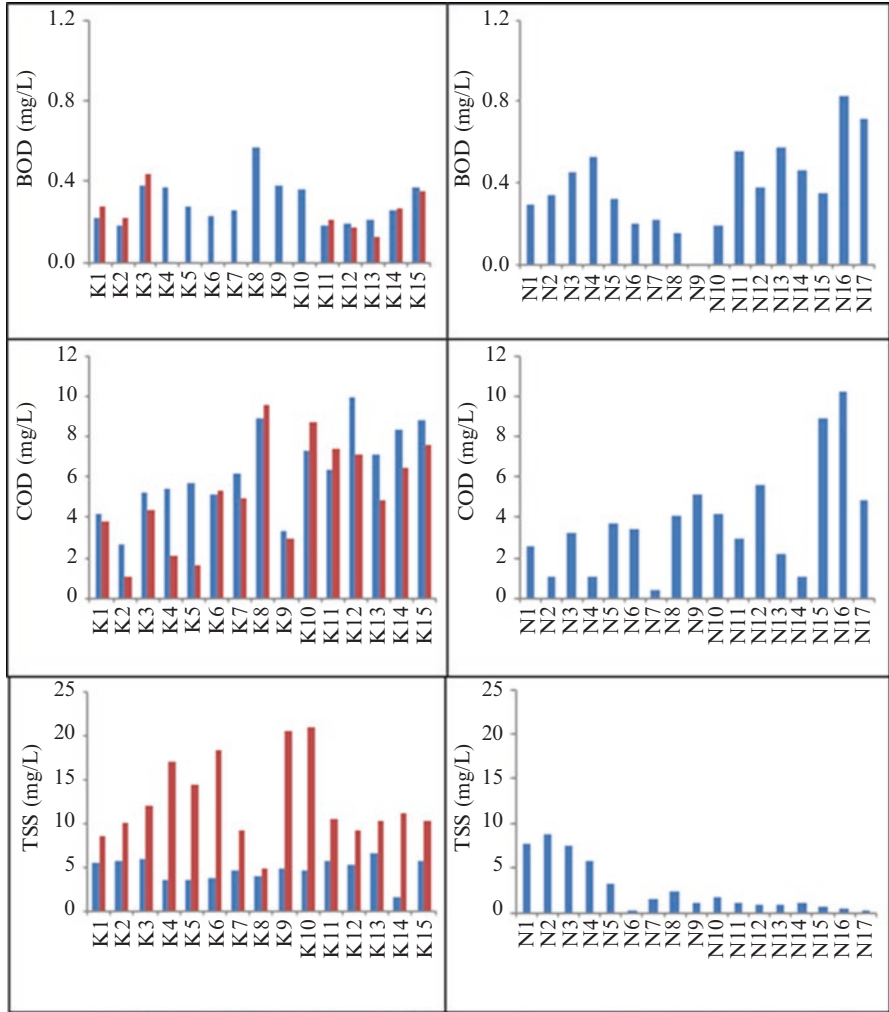 BOD (mg/L)
1.2
0.8
0.4
0.0
K1 K2 K3 K4 K5 K6 K7 K8 K9 K10 K11 K12 K13 K14 K15
BOD (mg/L)
1.2
0.8
0.4
0.0
N1 N2 N3 N4 N5 N6 N7 N8 N9 N10 N11 N12 N13 N14 N15 N16 N17
COD (mg/L)
12
10
8
6
4
2
0
K1 K2 K3 K4 K5 K6 K7 K8 K9 K10 K11 K12 K13 K14 K15
COD (mg/L)
12
10
8
6
4
2
0
N1 N2 N3 N4 N5 N6 N7 N8 N9 N10 N11 N12 N13 N14 N15 N16 N17
TSS (mg/L)
25
20
15
10
5
0
K1 K2 K3 K4 K5 K6 K7 K8 K9 K10 K11 K12 K13 K14 K15
TSS (mg/L)
25
20
15
10
5
0
N1 N2 N3 N4 N5 N6 N7 N8 N9 N10 N11 N12 N13 N14 N15 N16 N17